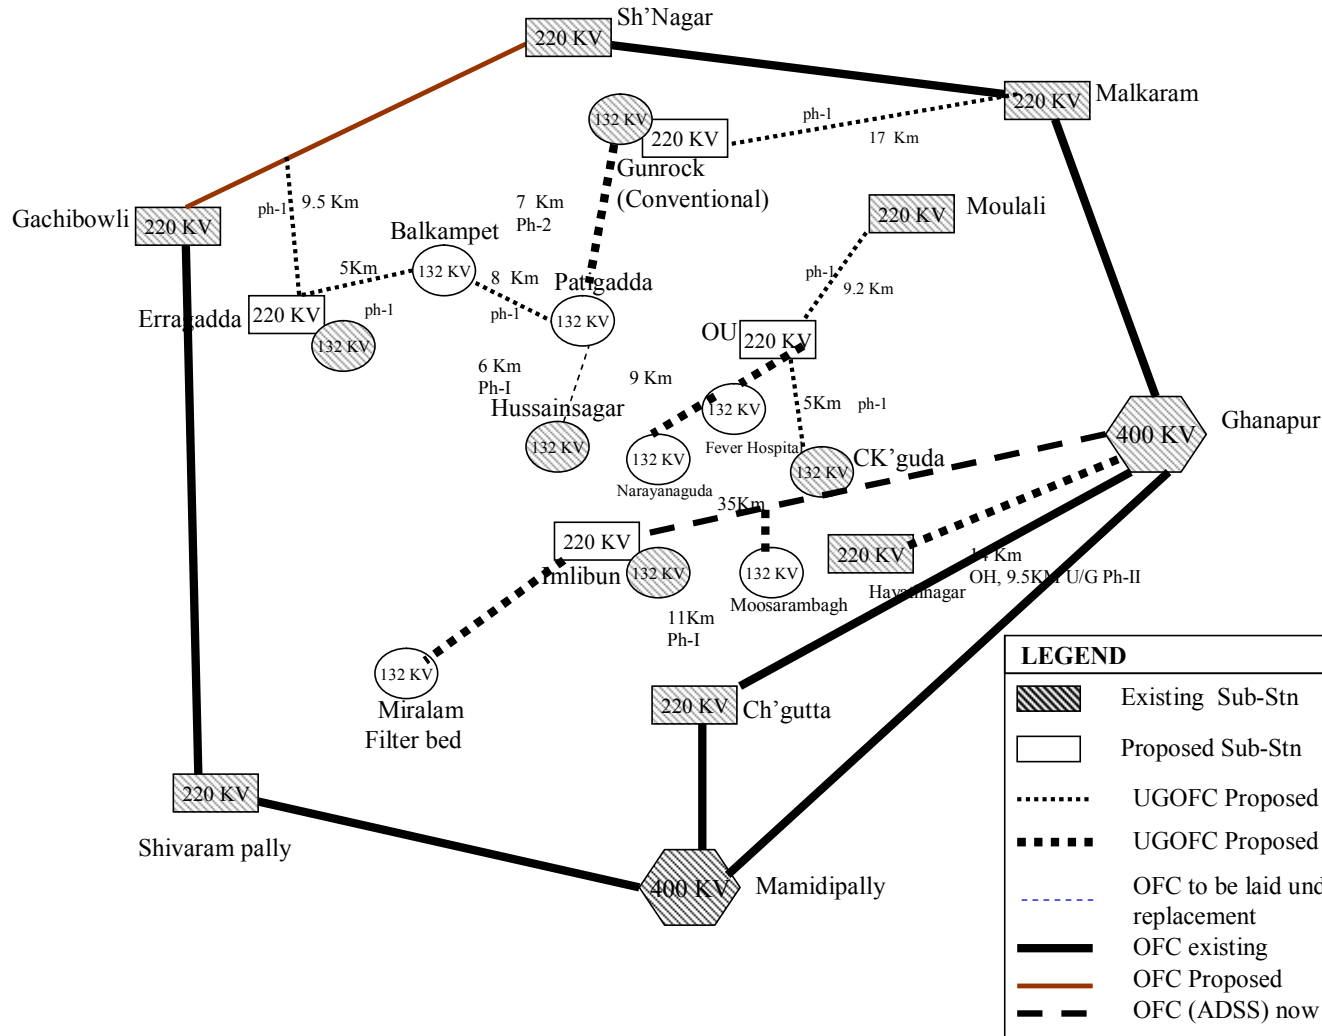 Sh’Nagar
220 KV
220 KV
Malkaram
132 KV
220 KV
ph-1
17 Km
Gunrock
(Conventional)
7 Km
Ph-2
Gachibowli
220 KV
ph-1
9.5 Km
220 KV
Moulali
Balkampet
132 KV
5Km
8 Km
ph-1
Patigadda
132 KV
ph-1
9.2 Km
Erragadda
220 KV
132 KV
ph-1
OU
220 KV
6 Km
Ph-I
9 Km
Hussainsagar
132 KV
132 KV
Fever Hospital
5Km
ph-1
400 KV
Ghanapur
132 KV
Narayanaguda
132 KV
CK’guda
35Km
220 KV
Imlibun
132 KV
132 KV
Moosarambagh
220 KV
Hayathnagar
14 Km
OH, 9.5KM U/G Ph-II
11Km
Ph-I
132 KV
Miralam
Filter bed
220 KV
Ch’gutta
220 KV
Shivaram pally
400 KV
Mamidipally
LEGEND
Existing Sub-Stn
Proposed Sub-Stn
UGOFC Proposed
UGOFC Proposed
OFC to be laid und
replacement
OFC existing
OFC Proposed
OFC (ADSS) now